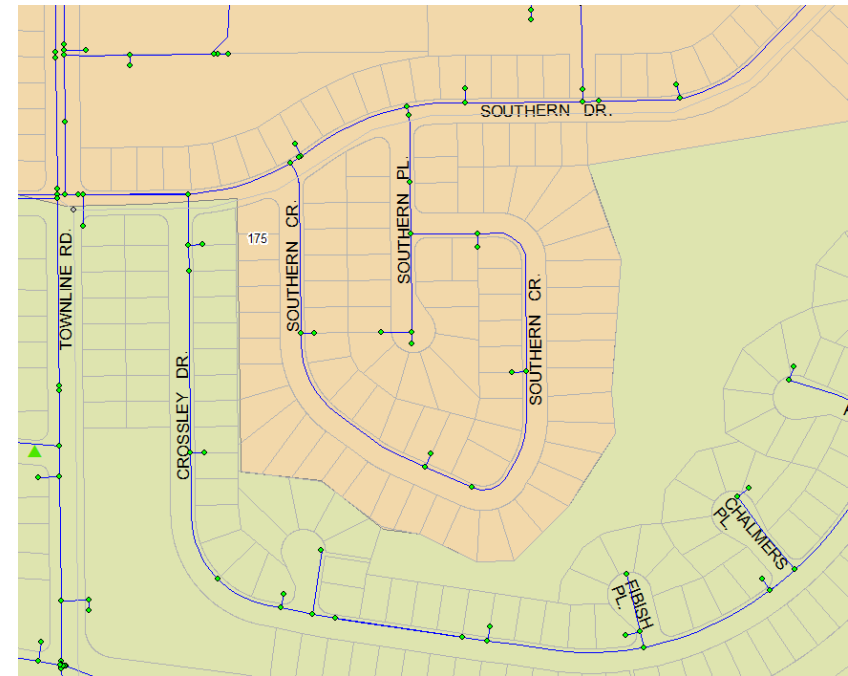 SOUTHERN DR.
SOUTHERN PL.
SOUTHERN CR.
175
TOWNLINE RD.
SOUTHERN CR.
CROSSLEY DR.
CHALMERS
PL.
FIBISH
PL.